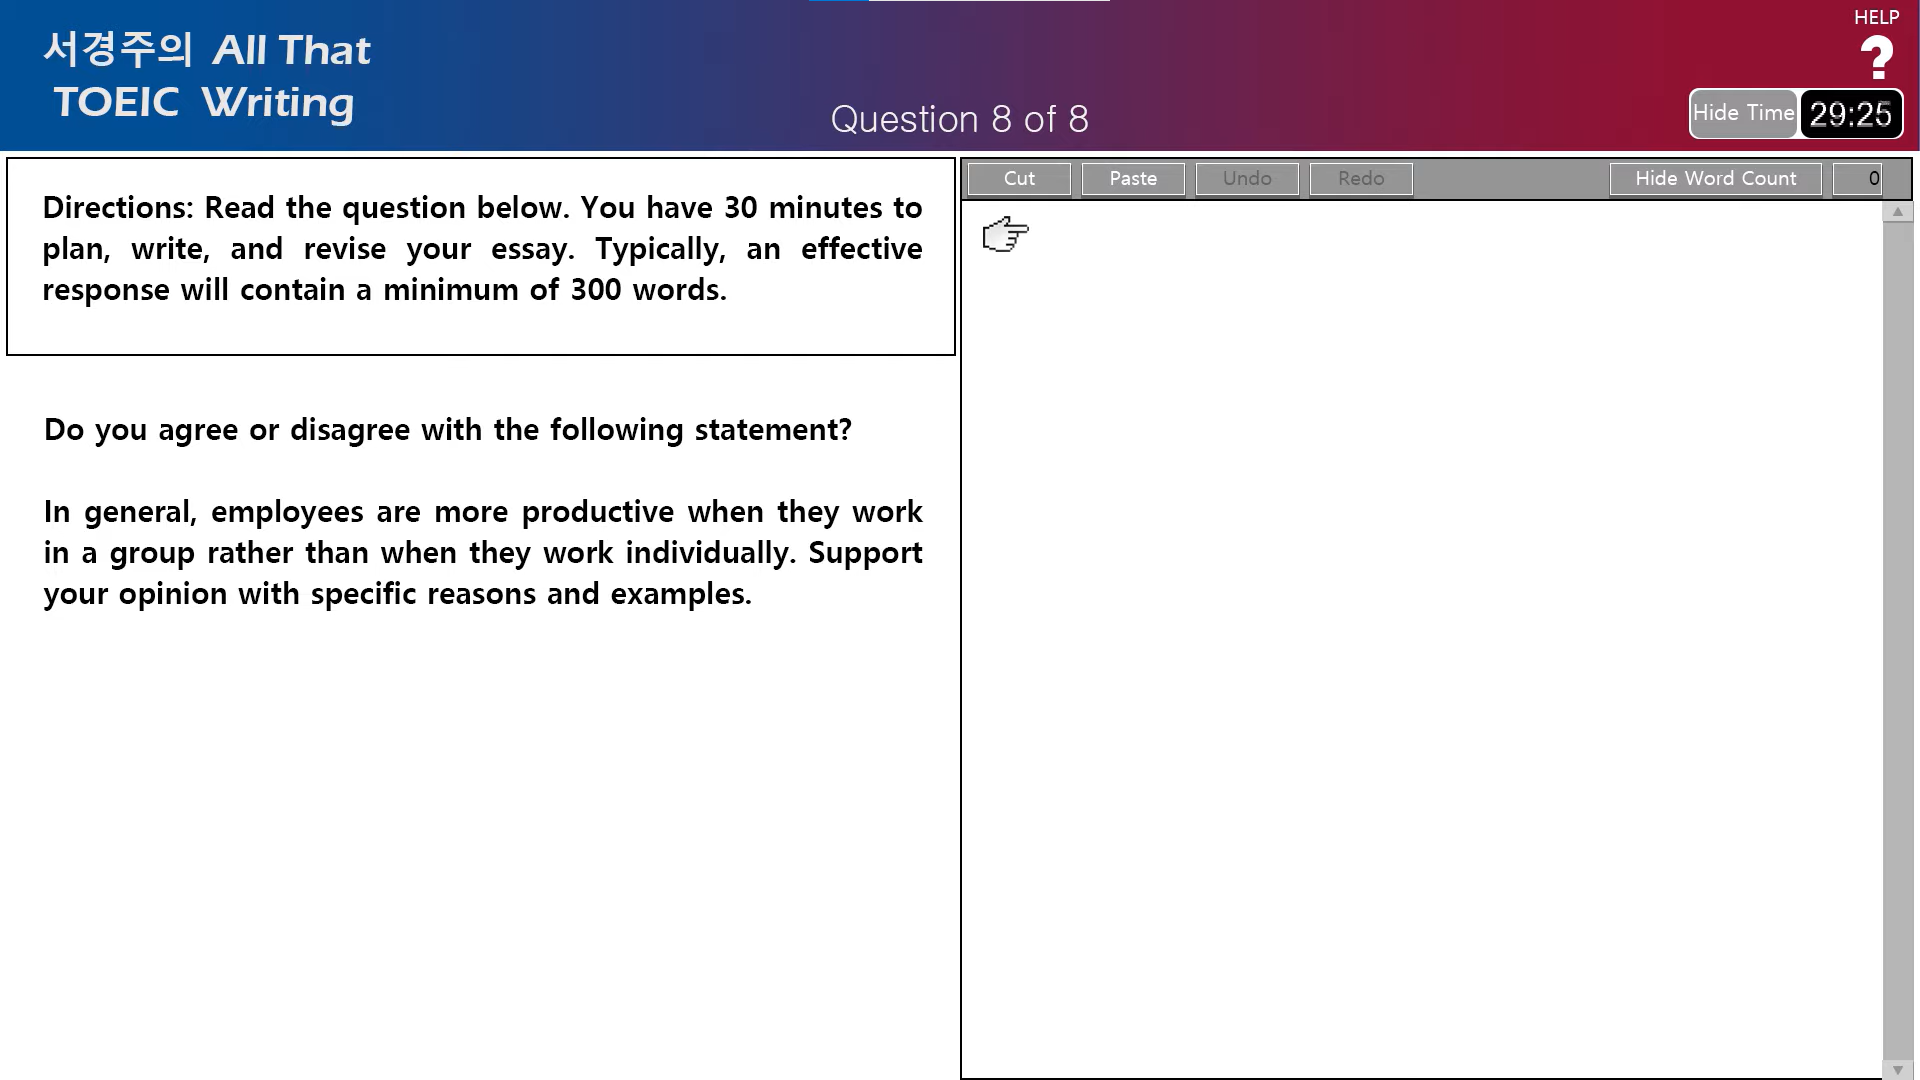 서경주의 All That
TOEIC Writing
Question 8 of 8
HELP
?
Hide Time 29:25
Directions: Read the question below. You have 30 minutes to
plan, write, and revise your essay. Typically, an effective
response will contain a minimum of 300 words.
Do you agree or disagree with the following statement?
In general, employees are more productive when they work
in a group rather than when they work individually. Support
your opinion with specific reasons and examples.
Cut Paste Undo Redo Hide Word Count 0